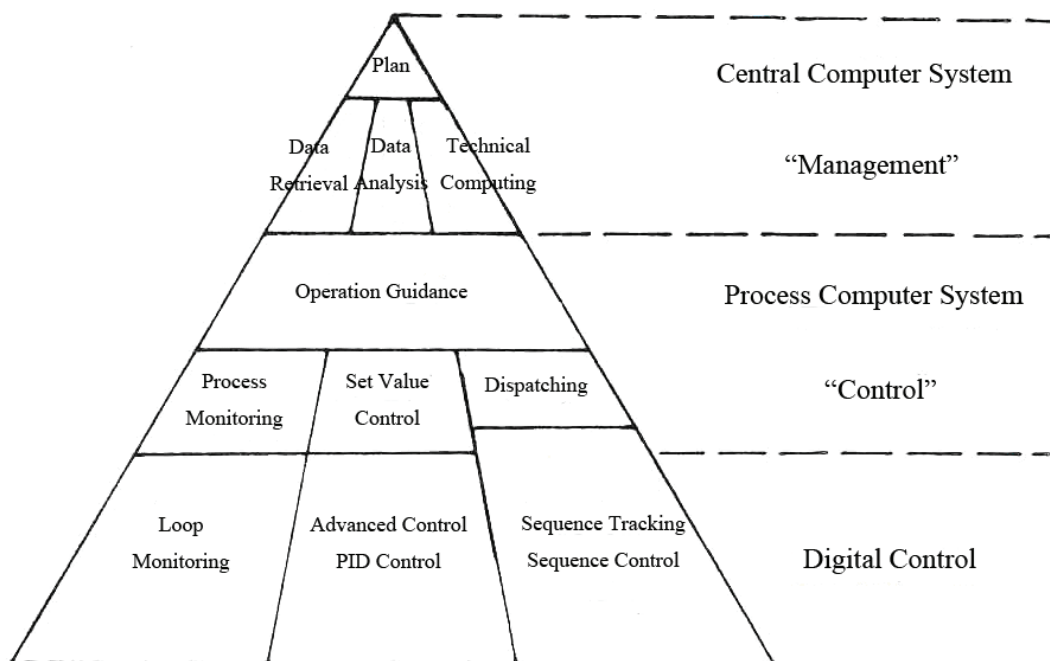 Plan
Central Computer System
Data
Retrieval
Data
Analysis
Technical
Computing
“Management”
Operation Guidance
Process Computer System
Process
Monitoring
Set Value
Control
Dispatching
“Control”
Loop
Monitoring
Advanced Control
PID Control
Sequence Tracking
Sequence Control
Digital Control